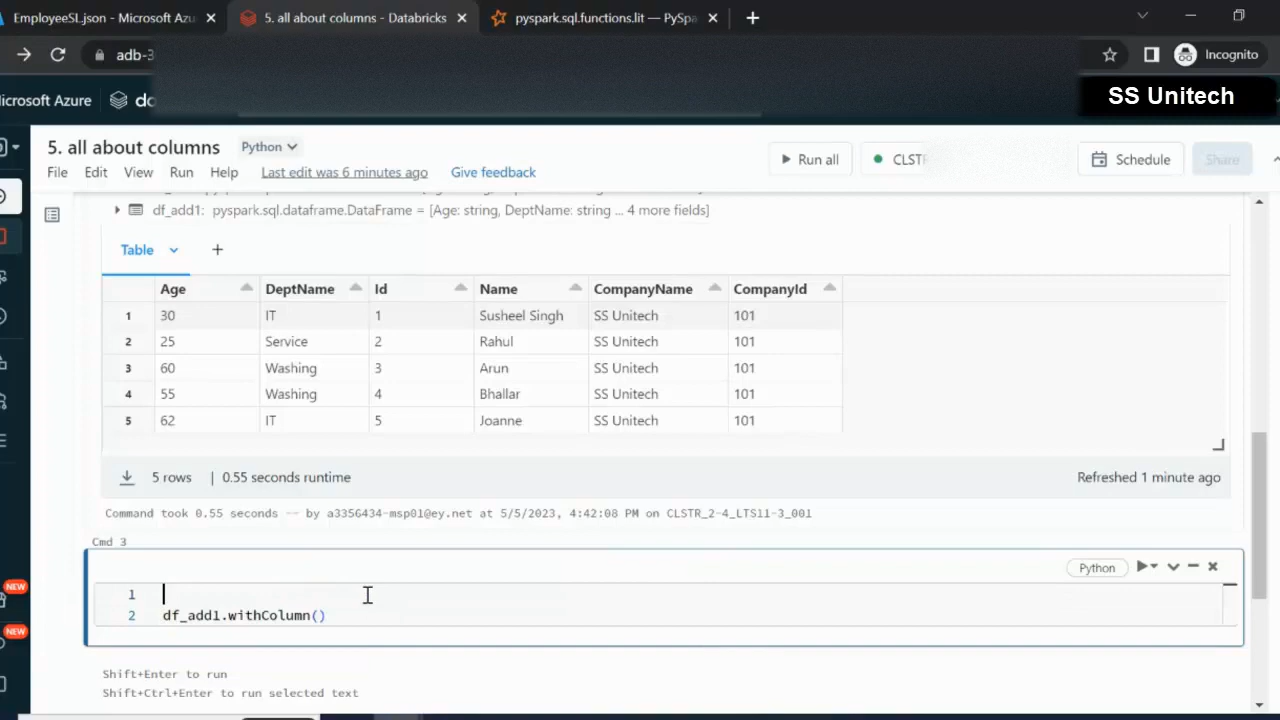 EmployeeSL.json - Microsoft Azu
5. all about columns - Databricks
pyspark.sql.functions.lit — PySpa
adb-3
Incognito
icrosoft Azure
SS Unitech
5. all about columns Python
Run all
CLSTR
Schedule
Share
File Edit View Run Help Last edit was 6 minutes ago Give feedback
df_add1: pyspark.sql.dataframe.DataFrame = [Age: string, DeptName: string ... 4 more fields]
Table +
Age DeptName Id Name CompanyName CompanyId
1 30 IT 1 Susheel Singh SS Unitech 101
2 25 Service 2 Rahul SS Unitech 101
3 60 Washing 3 Arun SS Unitech 101
4 55 Washing 4 Bhallar SS Unitech 101
5 62 IT 5 Joanne SS Unitech 101
5 rows | 0.55 seconds runtime Refreshed 1 minute ago
Command took 0.55 seconds -- by a3356434-msp01@ey.net at 5/5/2023, 4:42:08 PM on CLSTR_2-4_LTS11-3_001
Cmd 3
Python
1
2 df_add1.withColumn()
NEW
NEW
Shift+Enter to run
Shift+Ctrl+Enter to run selected text